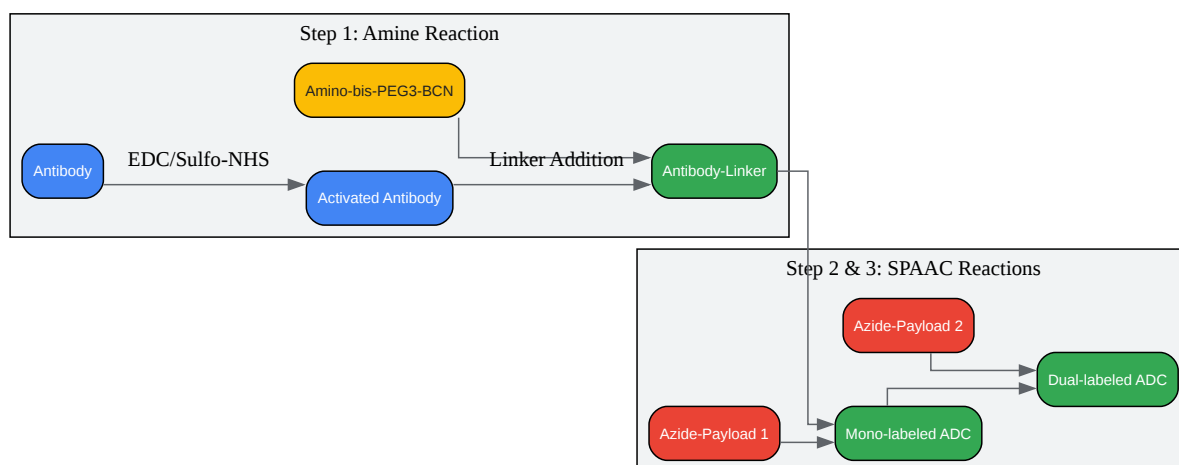 Step 1: Amine Reaction
Amino-bis-PEG3-BCN
Antibody
EDC/Sulfo-NHS
Activated Antibody
Linker Addition
Antibody-Linker
Step 2 & 3: SPAAC Reactions
Azide-Payload 2
Dual-labeled ADC
Azide-Payload 1
Mono-labeled ADC